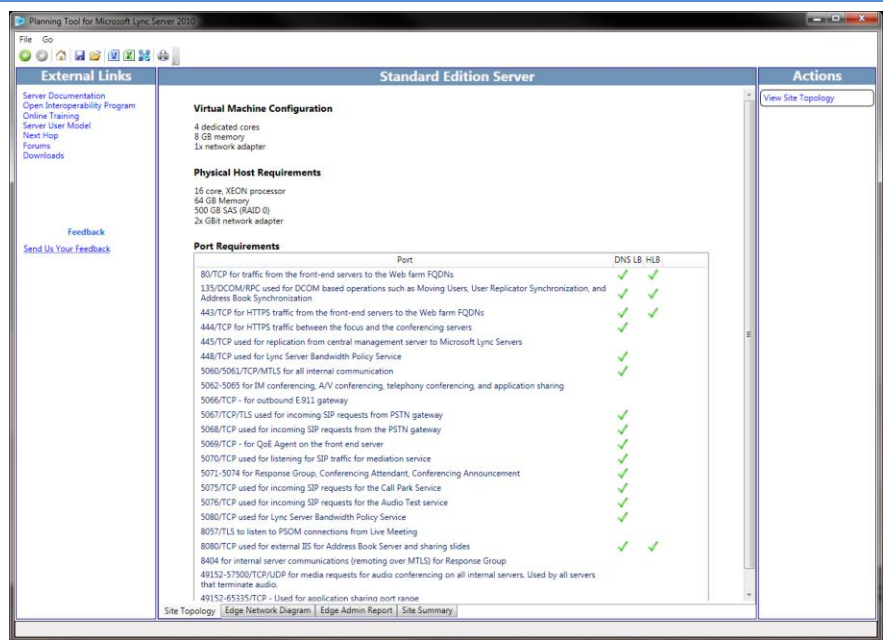 Planning Tool for Microsoft Lync Server 2010
File Go
External Links
Standard Edition Server
Actions
Server Documentation
Open Interoperability Program
Online Training
Server User Model
Next Hop
Forums
Downloads
Feedback
Send Us Your Feedback
Virtual Machine Configuration
4 dedicated cores
8 GB memory
1x network adapter
Physical Host Requirements
16 core, XEON processor
64 GB Memory
500 GB SAS (RAID 0)
2x GBit network adapter
Port Requirements
Port DNS LB HLB
80/TCP for traffic from the front-end servers to the Web farm FQDNs
135/DCOM/RPC used for DCOM based operations such as Moving Users, User Replicator Synchronization, and
Address Book Synchronization
443/TCP for HTTPS traffic from the front-end servers to the Web farm FQDNs
444/TCP for HTTPS traffic between the focus and the conferencing servers
445/TCP used for replication from central management server to Microsoft Lync Servers
448/TCP used for Lync Server Bandwidth Policy Service
5060/5061/TCP/MTLS for all internal communication
5062-5065 for IM conferencing, A/V conferencing, telephony conferencing, and application sharing
5066/TCP - for outbound E.911 gateway
5067/TCP/TLS used for incoming SIP requests from PSTN gateway
5068/TCP used for incoming SIP requests from the PSTN gateway
5069/TCP - for QoE Agent on the front end server
5070/TCP used for listening for SIP traffic for mediation service
5071-5074 for Response Group, Conferencing Attendant, Conferencing Announcement
5075/TCP used for incoming SIP requests for the Call Park Service
5076/TCP used for incoming SIP requests for the Audio Test service
5080/TCP used for Lync Server Bandwidth Policy Service
8057/TLS to listen to PSOM connections from Live Meeting
8080/TCP used for external IIS for Address Book Server and sharing slides
8404 for internal server communications (remoting over MTLS) for Response Group
49152-57500/TCP/UDP for media requests for audio conferencing on all internal servers. Used by all servers
that terminate audio.
49152-65335/TCP - Used for application sharing port range
View Site Topology
Site Topology Edge Network Diagram Edge Admin Report Site Summary